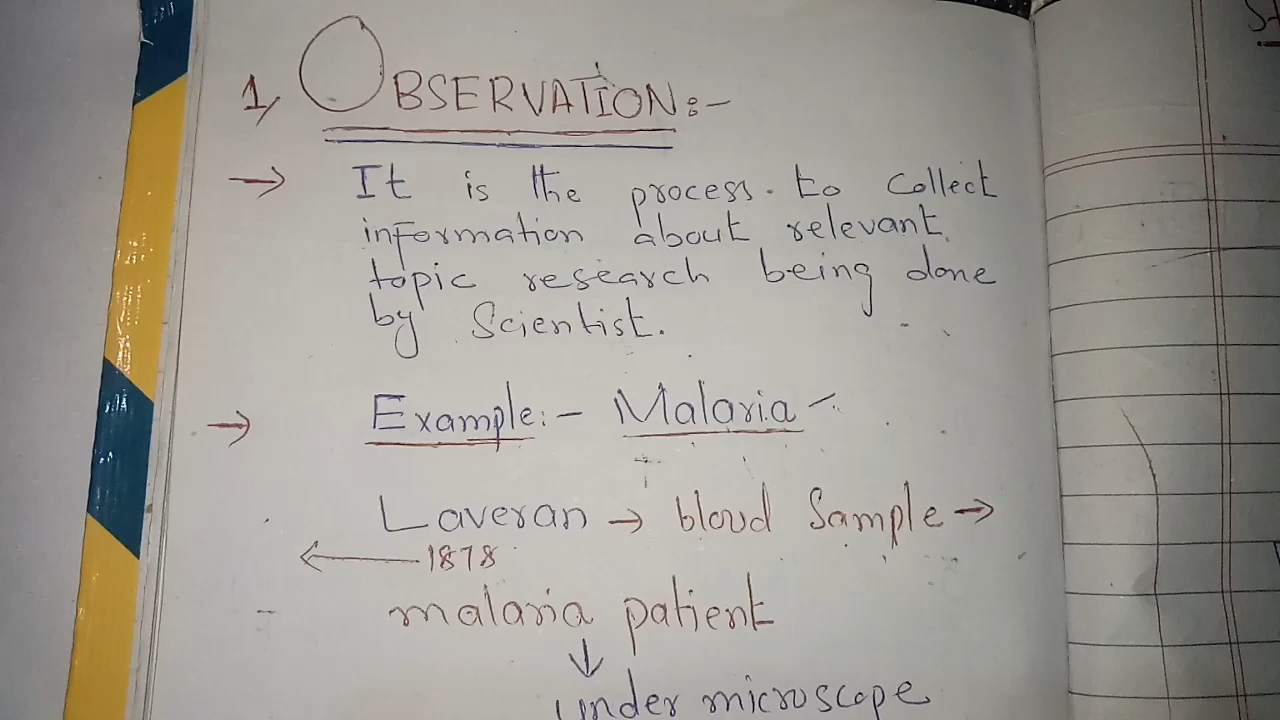 1, OBSERVATION:-
→ It is the process. to collect
information about relevant
topic research being done
by Scientist.
→ Example:- Malaria -
Laveran → blood Sample →
← 1878
malaria patient
↓
under microscope